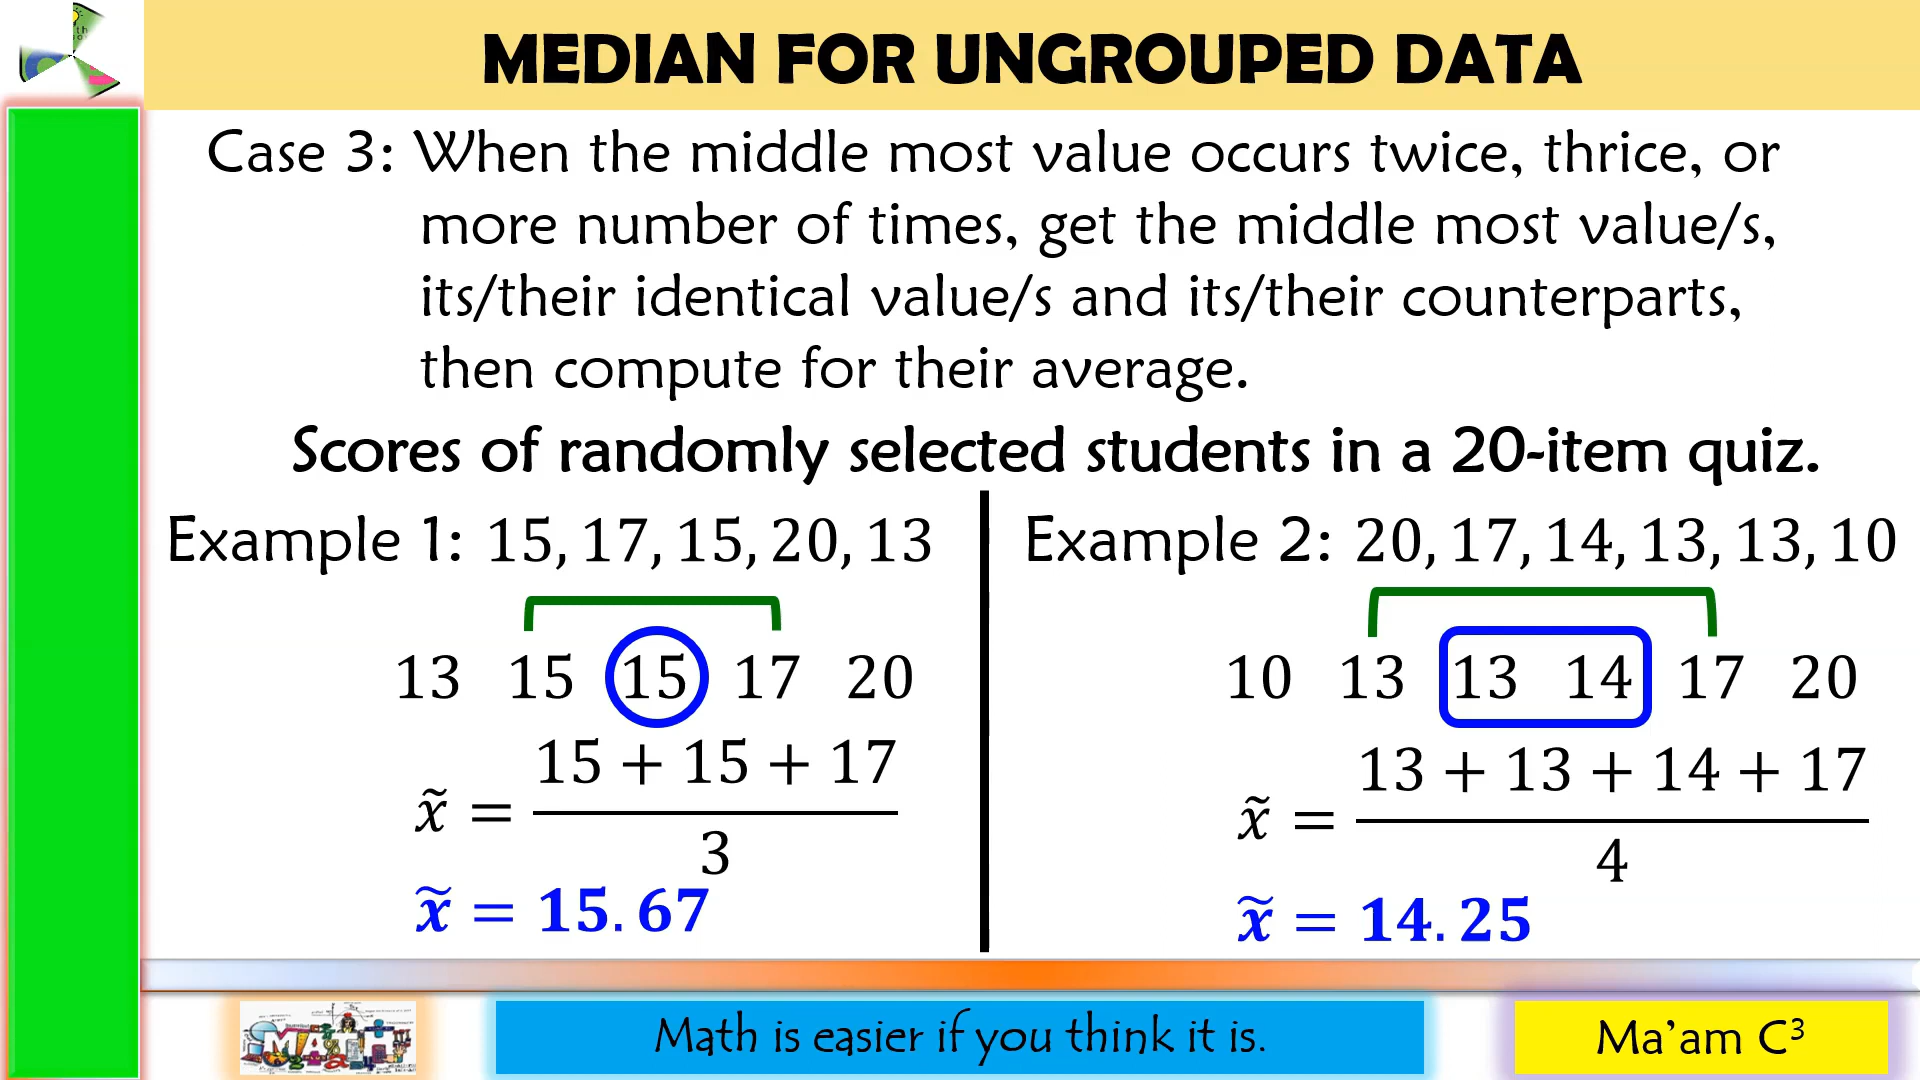 MEDIAN FOR UNGROUPED DATA
Case 3: When the middle most value occurs twice, thrice, or
more number of times, get the middle most value/s,
its/their identical value/s and its/their counterparts,
then compute for their average.
Scores of randomly selected students in a 20-item quiz.
Example 1: 15, 17, 15, 20, 13
13 15 15 17 20
x̃ = (15 + 15 + 17)/3
x̃ = 15.67
Example 2: 20, 17, 14, 13, 13, 10
10 13 13 14 17 20
x̃ = (13 + 13 + 14 + 17)/4
x̃ = 14.25
MATH
Math is easier if you think it is.
Ma'am C³